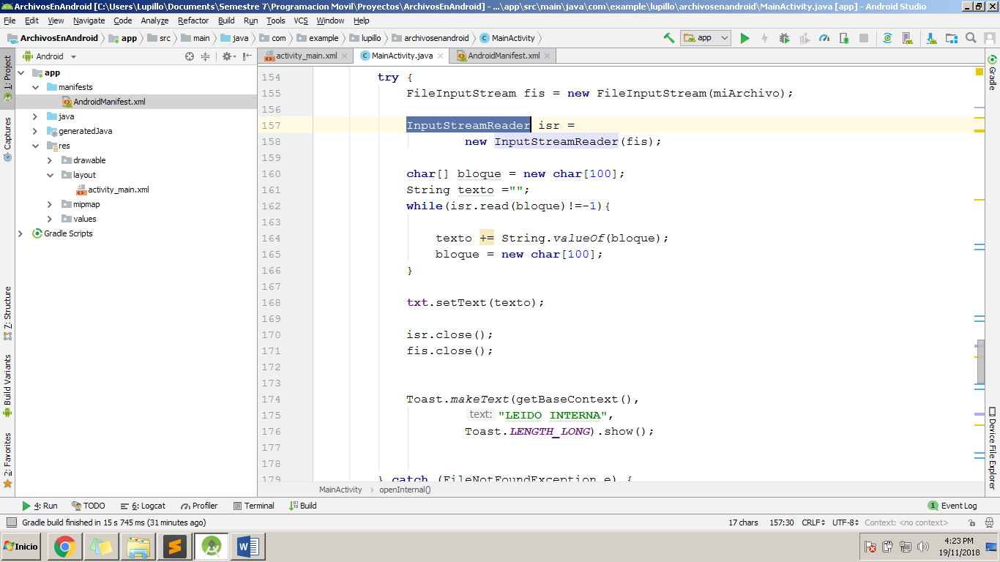 ArchivosEnAndroid [C:\Users\Lupillo\Documents\Semestre 7\Programacion Movil\Proyectos\ArchivosEnAndroid] - ...\app\src\main\java\com\example\lupillo\archivosenandroid\MainActivity.java [app] - Android Studio
File Edit View Navigate Code Analyze Refactor Build Run Tools VCS Window Help
ArchivosEnAndroid app src main java com example lupillo archivosenandroid MainActivity app
Android activity_main.xml MainActivity.java AndroidManifest.xml
1: Project
Captures
7: Structure
Build Variants
2: Favorites
app
manifests
AndroidManifest.xml
java
generatedJava
res
drawable
layout
activity_main.xml
mipmap
values
Gradle Scripts
154 try {
155 FileInputStream fis = new FileInputStream(miArchivo);
156
157 InputStreamReader isr =
158 new InputStreamReader(fis);
159
160 char[] bloque = new char[100];
161 String texto ="";
162 while(isr.read(bloque)!=-1){
163
164 texto += String.valueOf(bloque);
165 bloque = new char[100];
166 }
167
168 txt.setText(texto);
169
170 isr.close();
171 fis.close();
172
173
174 Toast.makeText(getBaseContext(),
175 text: "LEIDO INTERNA",
176 Toast.LENGTH_LONG).show();
177
178
179 } catch (FileNotFoundException e) {
MainActivity openInternal()
Gradle
Device File Explorer
4: Run TODO 6: Logcat Profiler Terminal Build 1 Event Log
Gradle build finished in 15 s 745 ms (31 minutes ago) 17 chars 157:30 CRLF UTF-8 Context: <no context>
Inicio
4:23 PM
19/11/2018